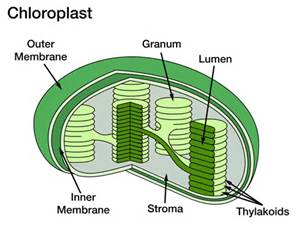 Chloroplast
Outer
Membrane
Granum
Lumen
Inner
Membrane
Stroma
Thylakoids